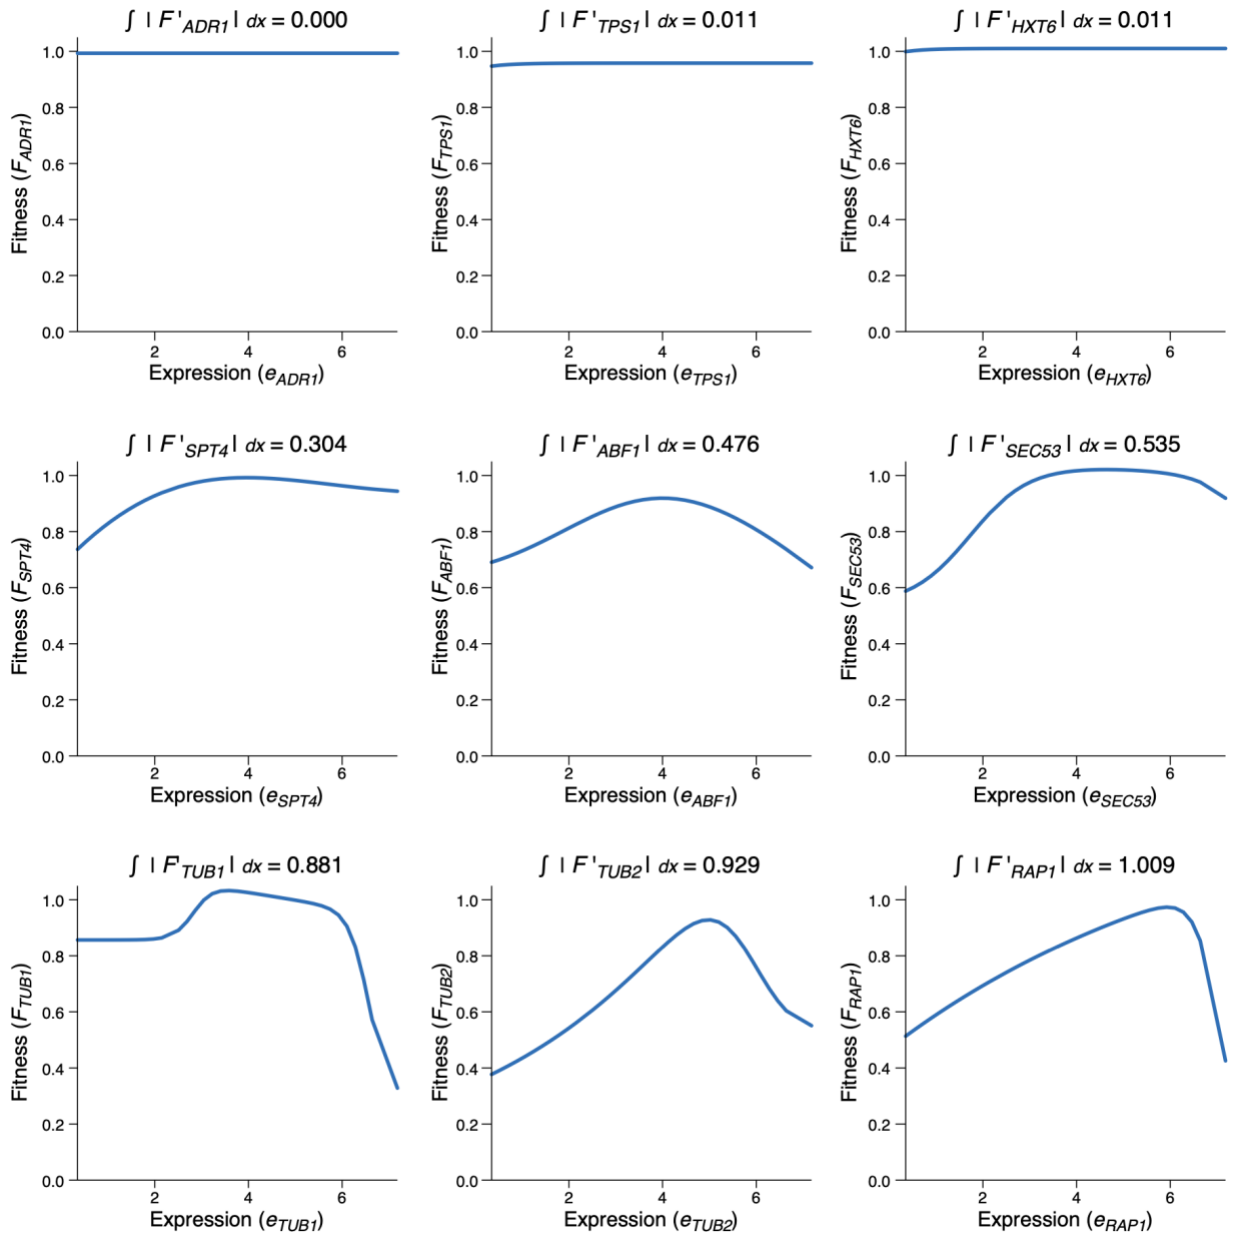 ∫ | F'ADR1 | dx = 0.000
1.0
0.8
0.6
0.4
0.2
0.0
Fitness (FADR1)
2 4 6
Expression (eADR1)
∫ | F'TPS1 | dx = 0.011
1.0
0.8
0.6
0.4
0.2
0.0
Fitness (FTPS1)
2 4 6
Expression (eTPS1)
∫ | F'HXT6 | dx = 0.011
1.0
0.8
0.6
0.4
0.2
0.0
Fitness (FHXT6)
2 4 6
Expression (eHXT6)
∫ | F'SPT4 | dx = 0.304
1.0
0.8
0.6
0.4
0.2
0.0
Fitness (FSPT4)
2 4 6
Expression (eSPT4)
∫ | F'ABF1 | dx = 0.476
1.0
0.8
0.6
0.4
0.2
0.0
Fitness (FABF1)
2 4 6
Expression (eABF1)
∫ | F'SEC53 | dx = 0.535
1.0
0.8
0.6
0.4
0.2
0.0
Fitness (FSEC53)
2 4 6
Expression (eSEC53)
∫ | F'TUB1 | dx = 0.881
1.0
0.8
0.6
0.4
0.2
0.0
Fitness (FTUB1)
2 4 6
Expression (eTUB1)
∫ | F'TUB2 | dx = 0.929
1.0
0.8
0.6
0.4
0.2
0.0
Fitness (FTUB2)
2 4 6
Expression (eTUB2)
∫ | F'RAP1 | dx = 1.009
1.0
0.8
0.6
0.4
0.2
0.0
Fitness (FRAP1)
2 4 6
Expression (eRAP1)